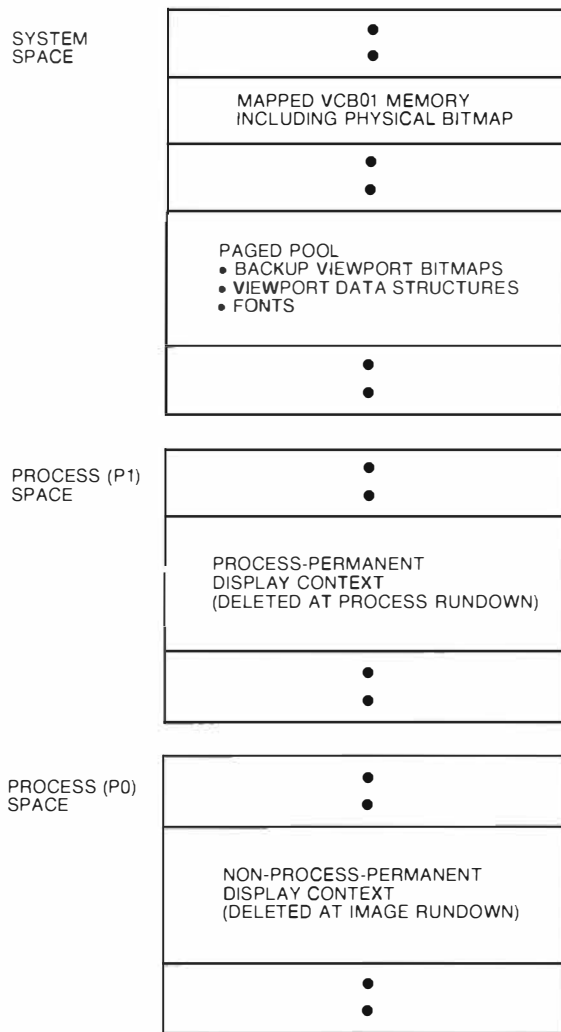 SYSTEM
SPACE
MAPPED VCB01 MEMORY
INCLUDING PHYSICAL BITMAP
PAGED POOL
• BACKUP VIEWPORT BITMAPS
• VIEWPORT DATA STRUCTURES
• FONTS
PROCESS (P1)
SPACE
PROCESS-PERMANENT
DISPLAY CONTEXT
(DELETED AT PROCESS RUNDOWN)
PROCESS (P0)
SPACE
NON-PROCESS-PERMANENT
DISPLAY CONTEXT
(DELETED AT IMAGE RUNDOWN)